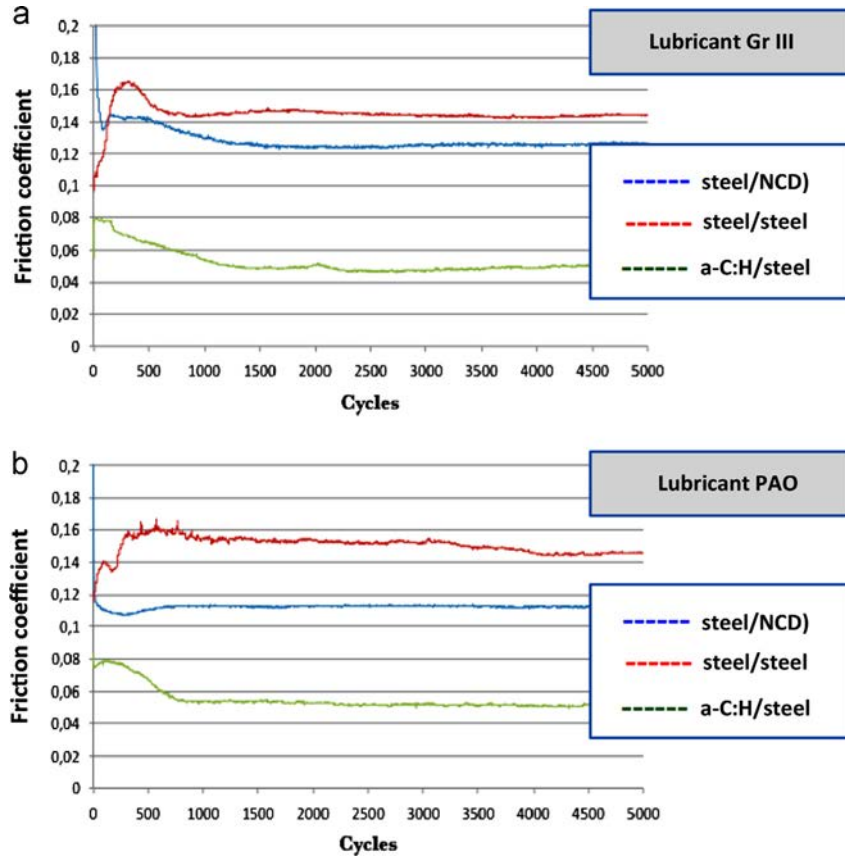 a
Lubricant Gr III
Friction coefficient
0,2
0,18
0,16
0,14
0,12
0,1
0,08
0,06
0,04
0,02
0
0 500 1000 1500 2000 2500 3000 3500 4000 4500 5000
Cycles
steel/NCD)
steel/steel
a-C:H/steel
b
Lubricant PAO
Friction coefficient
0,2
0,18
0,16
0,14
0,12
0,1
0,08
0,06
0,04
0,02
0
0 500 1000 1500 2000 2500 3000 3500 4000 4500 5000
Cycles
steel/NCD)
steel/steel
a-C:H/steel